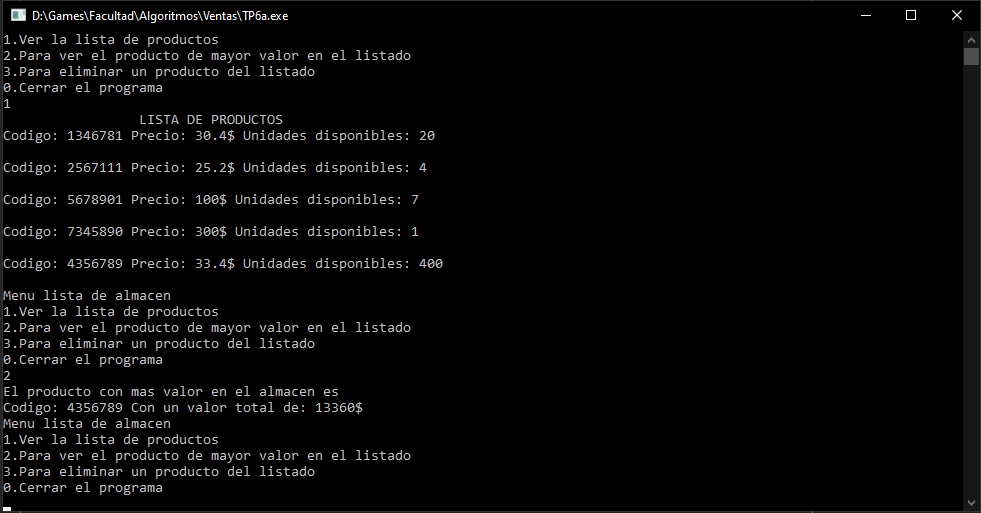 D:\Games\Facultad\Algoritmos\Ventas\TP6a.exe
1.Ver la lista de productos
2.Para ver el producto de mayor valor en el listado
3.Para eliminar un producto del listado
0.Cerrar el programa
1
LISTA DE PRODUCTOS
Codigo: 1346781 Precio: 30.4$ Unidades disponibles: 20
Codigo: 2567111 Precio: 25.2$ Unidades disponibles: 4
Codigo: 5678901 Precio: 100$ Unidades disponibles: 7
Codigo: 7345890 Precio: 300$ Unidades disponibles: 1
Codigo: 4356789 Precio: 33.4$ Unidades disponibles: 400
Menu lista de almacen
1.Ver la lista de productos
2.Para ver el producto de mayor valor en el listado
3.Para eliminar un producto del listado
0.Cerrar el programa
2
El producto con mas valor en el almacen es
Codigo: 4356789 Con un valor total de: 13360$
Menu lista de almacen
1.Ver la lista de productos
2.Para ver el producto de mayor valor en el listado
3.Para eliminar un producto del listado
0.Cerrar el programa